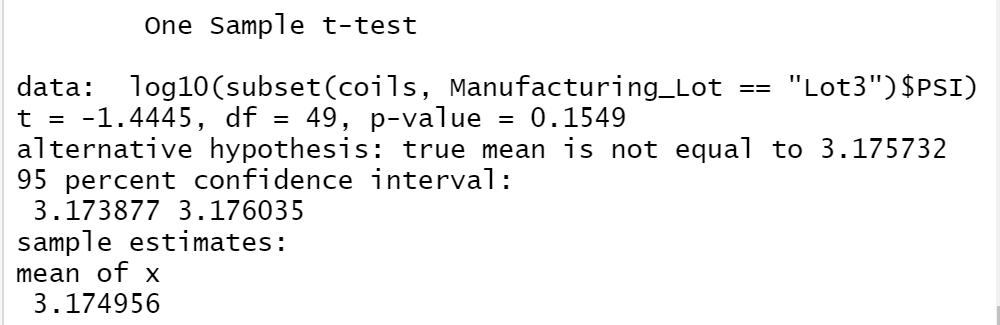 One Sample t-test
data:  log10(subset(coils, Manufacturing_Lot == "Lot3")$PSI)
t = -1.4445, df = 49, p-value = 0.1549
alternative hypothesis: true mean is not equal to 3.175732
95 percent confidence interval:
 3.173877 3.176035
sample estimates:
mean of x
 3.174956